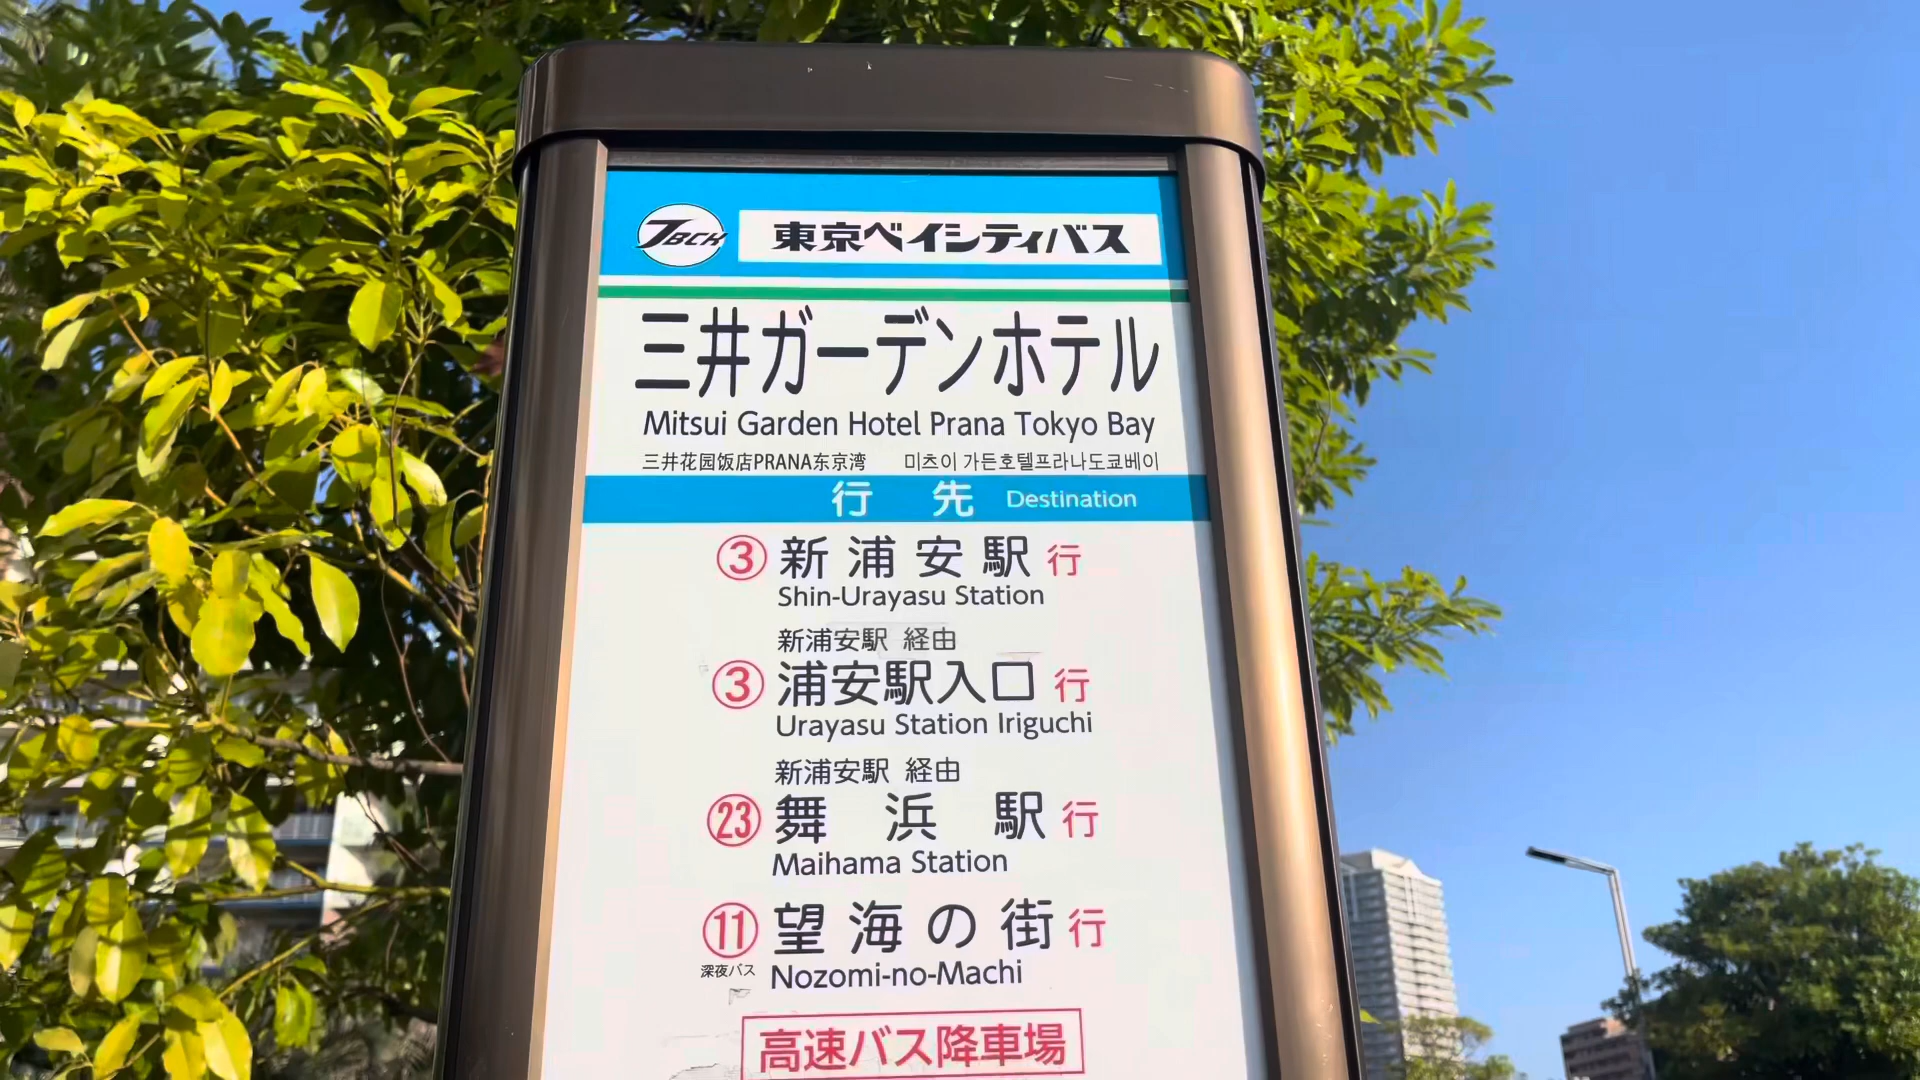 TBCK 東京ベイシティバス
三井ガーデンホテル
Mitsui Garden Hotel Prana Tokyo Bay
三井花园饭店PRANA东京湾 미츠이 가든호텔프라나도쿄베이
行先 Destination
③ 新浦安駅行
Shin-Urayasu Station
新浦安駅 経由
③ 浦安駅入口行
Urayasu Station Iriguchi
新浦安駅 経由
㉓ 舞浜駅行
Maihama Station
⑪ 望海の街行
深夜バス Nozomi-no-Machi
高速バス降車場